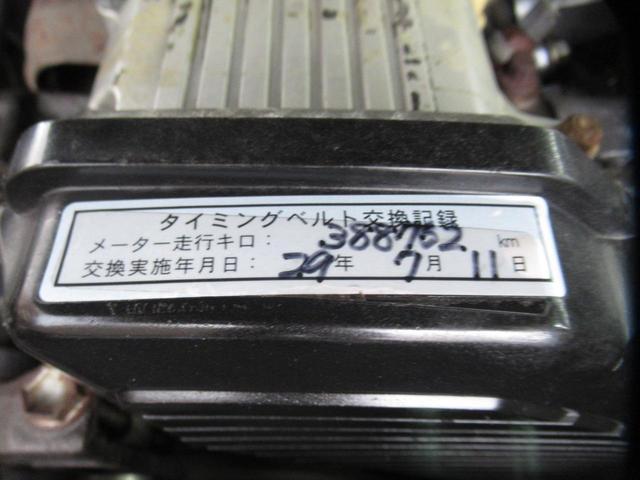 タイミングベルト交換記録
メーター走行キロ： 388762 km
交換実施年月日： 29年 7月 11日